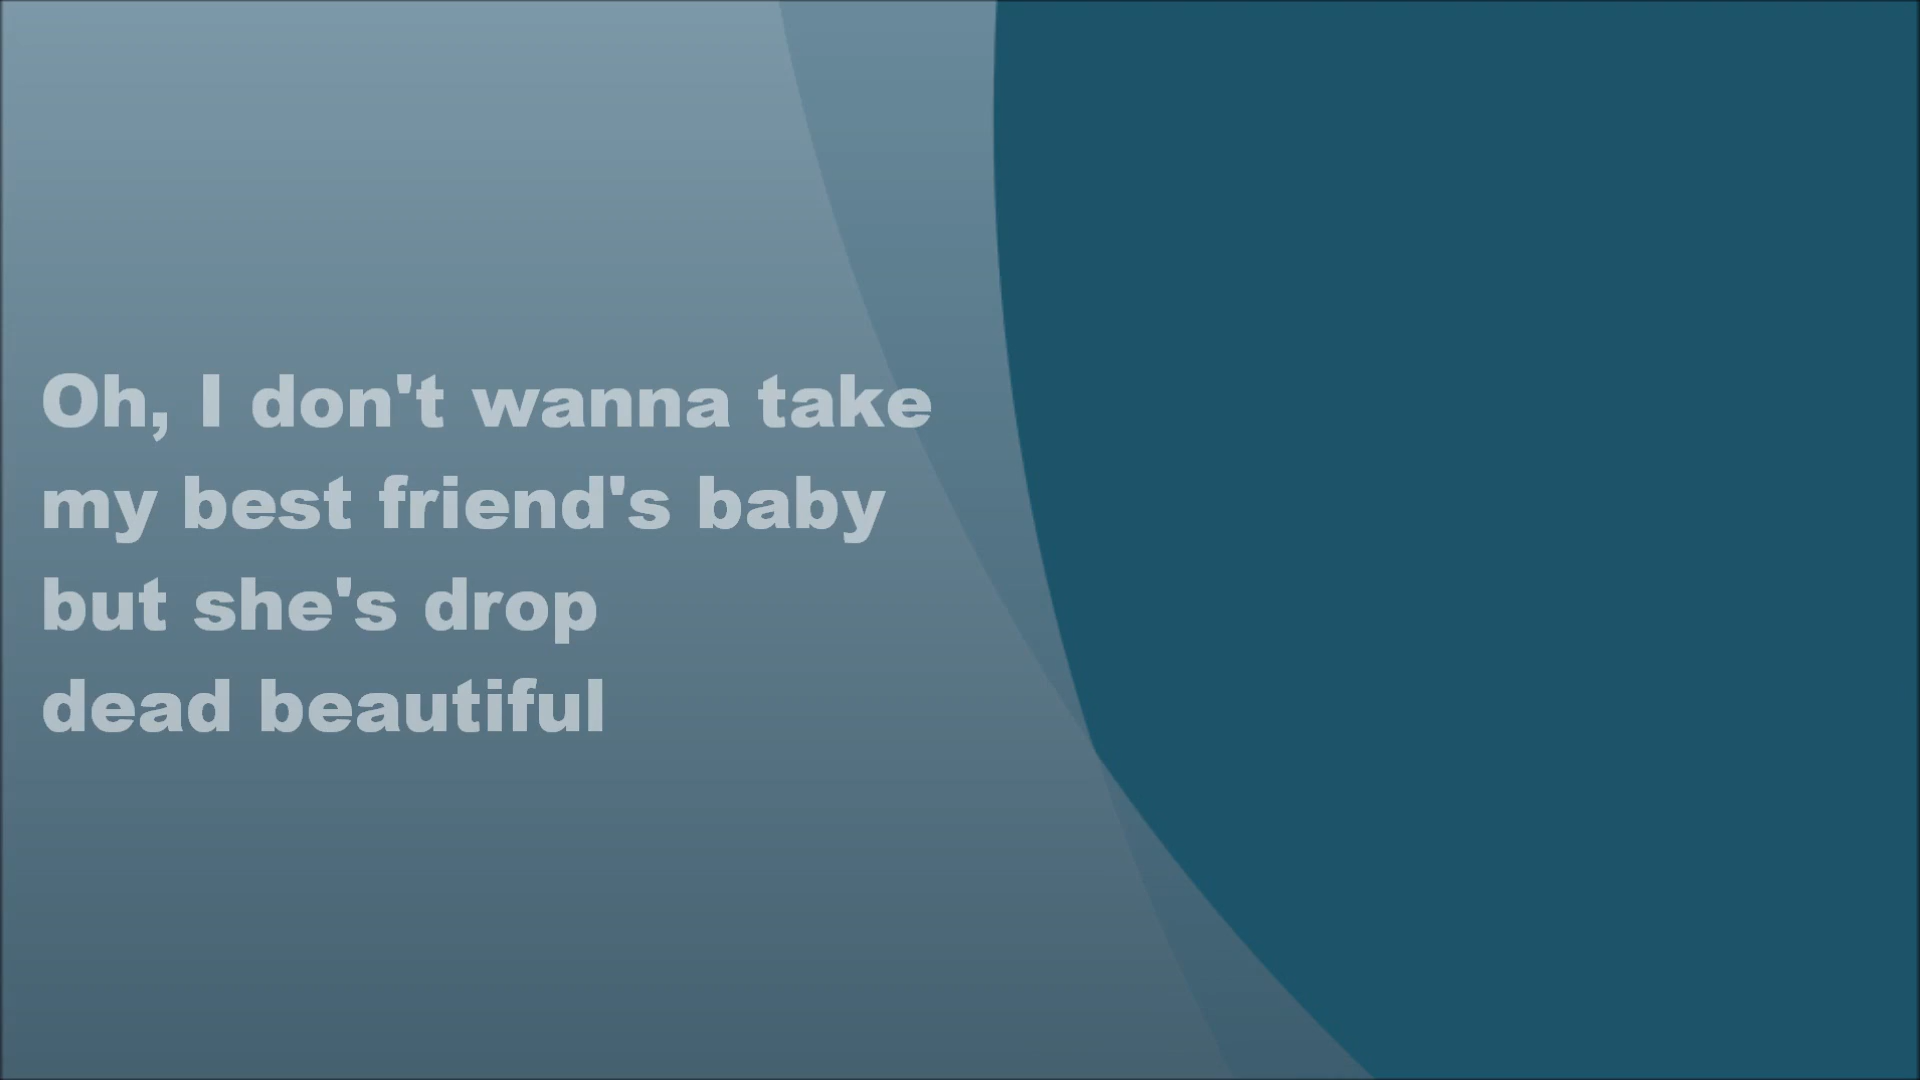 Oh, I don't wanna take
my best friend's baby
but she's drop
dead beautiful